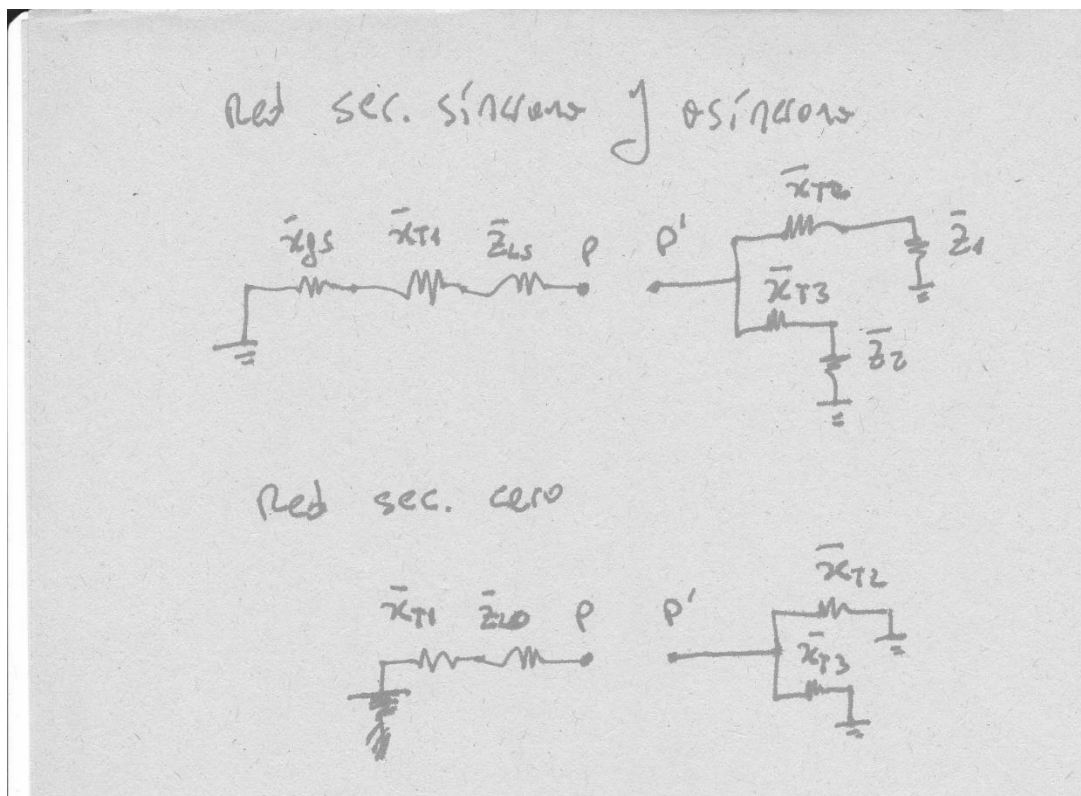 Red sec. síncrona y asíncrona
x̄T2
x̄gs x̄T1 z̄Ls P P' z̄1
x̄T3
z̄2
Red sec. cero
x̄T2
x̄T1 z̄L0 P P'
x̄T3